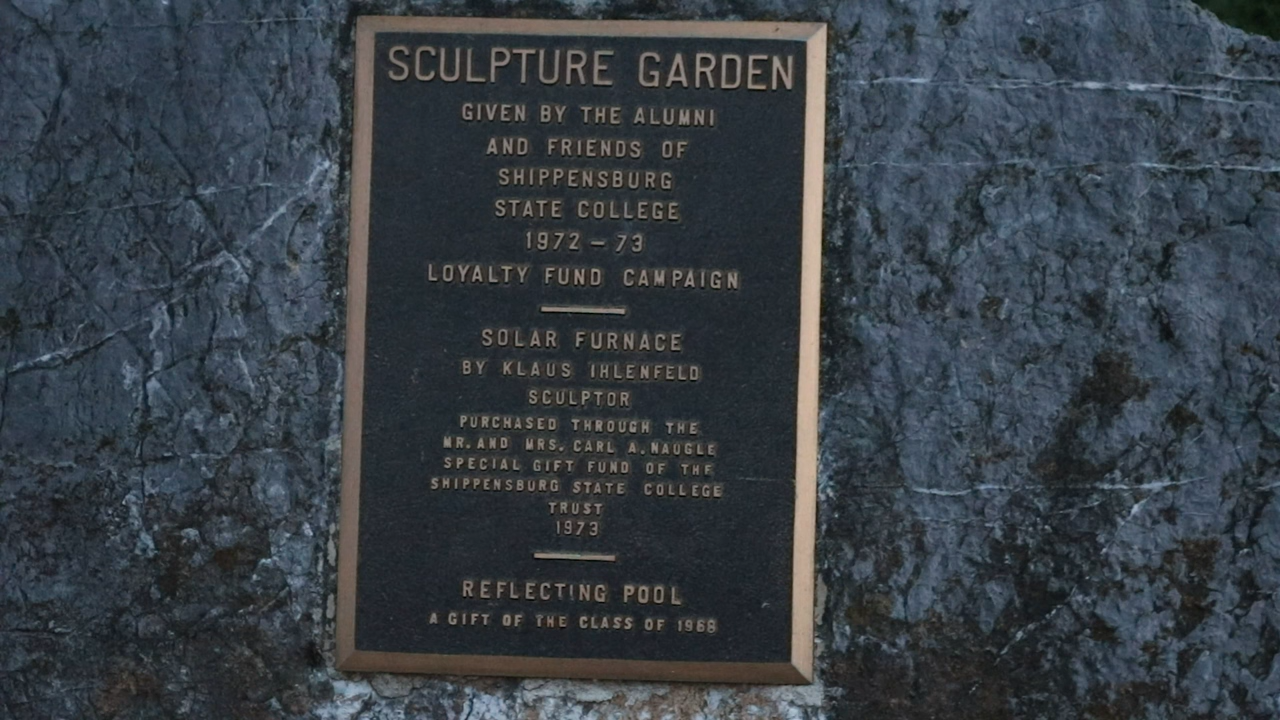 SCULPTURE GARDEN
GIVEN BY THE ALUMNI
AND FRIENDS OF
SHIPPENSBURG
STATE COLLEGE
1972 – 73
LOYALTY FUND CAMPAIGN
SOLAR FURNACE
BY KLAUS IHLENFELD
SCULPTOR
PURCHASED THROUGH THE
MR. AND MRS. CARL A. NAUGLE
SPECIAL GIFT FUND OF THE
SHIPPENSBURG STATE COLLEGE
TRUST
1973
REFLECTING POOL
A GIFT OF THE CLASS OF 1968